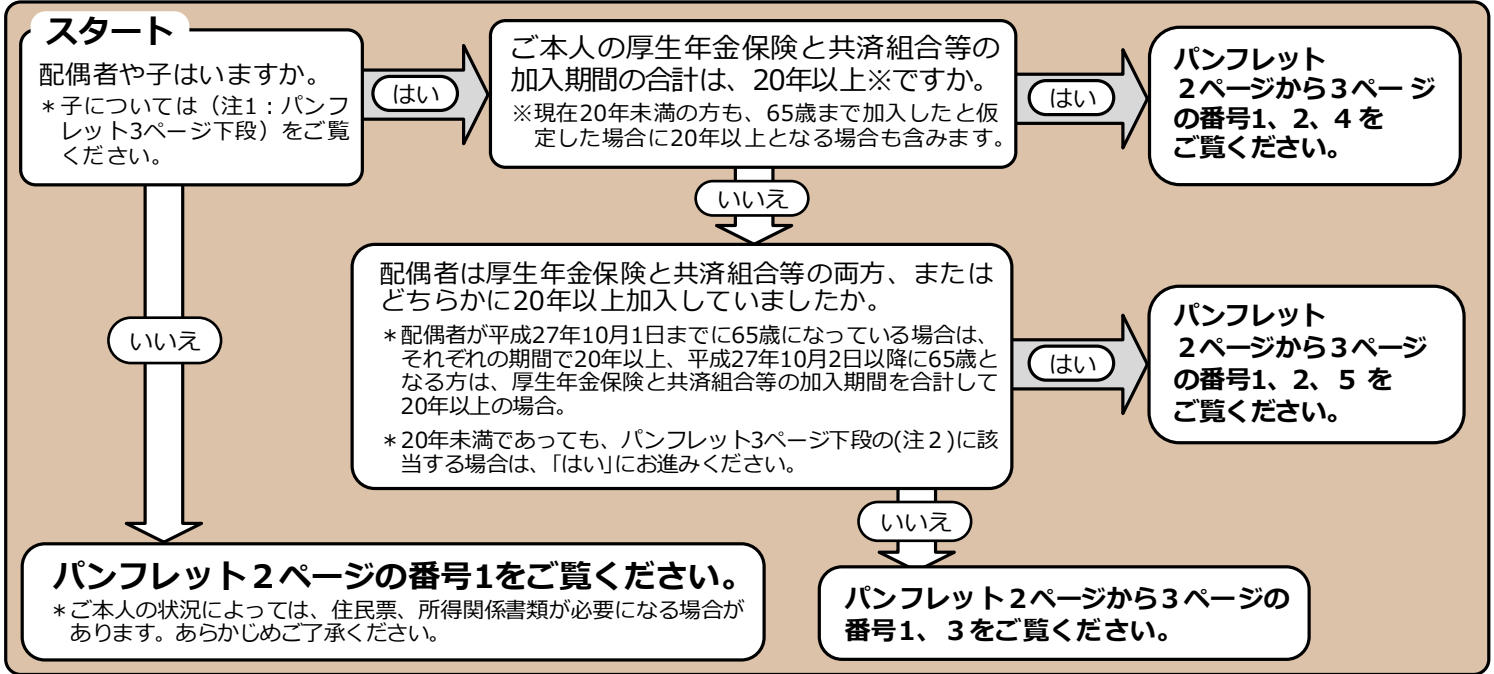 スタート
配偶者や子はいますか。
＊子については（注1：パンフ
レット3ページ下段）をご覧
ください。
はい
ご本人の厚生年金保険と共済組合等の
加入期間の合計は、20年以上※ですか。
※現在20年未満の方も、65歳まで加入したと仮
定した場合に20年以上となる場合も含みます。
はい
パンフレット
２ページから３ペー ジ
の番号1、2、４を
ご覧ください。
いいえ
配偶者は厚生年金保険と共済組合等の両方、または
どちらかに20年以上加入していましたか。
＊配偶者が平成27年10月1日までに65歳になっている場合は、
それぞれの期間で20年以上、平成27年10月2日以降に65歳と
なる方は、厚生年金保険と共済組合等の加入期間を合計して
20年以上の場合。
＊20年未満であっても、パンフレット3ページ下段の(注２)に該
当する場合は、「はい」にお進みください。
はい
パンフレット
２ページから３ページ
の番号1、2、５ を
ご覧ください。
いいえ
いいえ
パンフレット２ページの番号1をご覧ください。
＊ご本人の状況によっては、住民票、所得関係書類が必要になる場合が
あります。あらかじめご了承ください。
パンフレット２ページから３ページの
番号1、３をご覧ください。